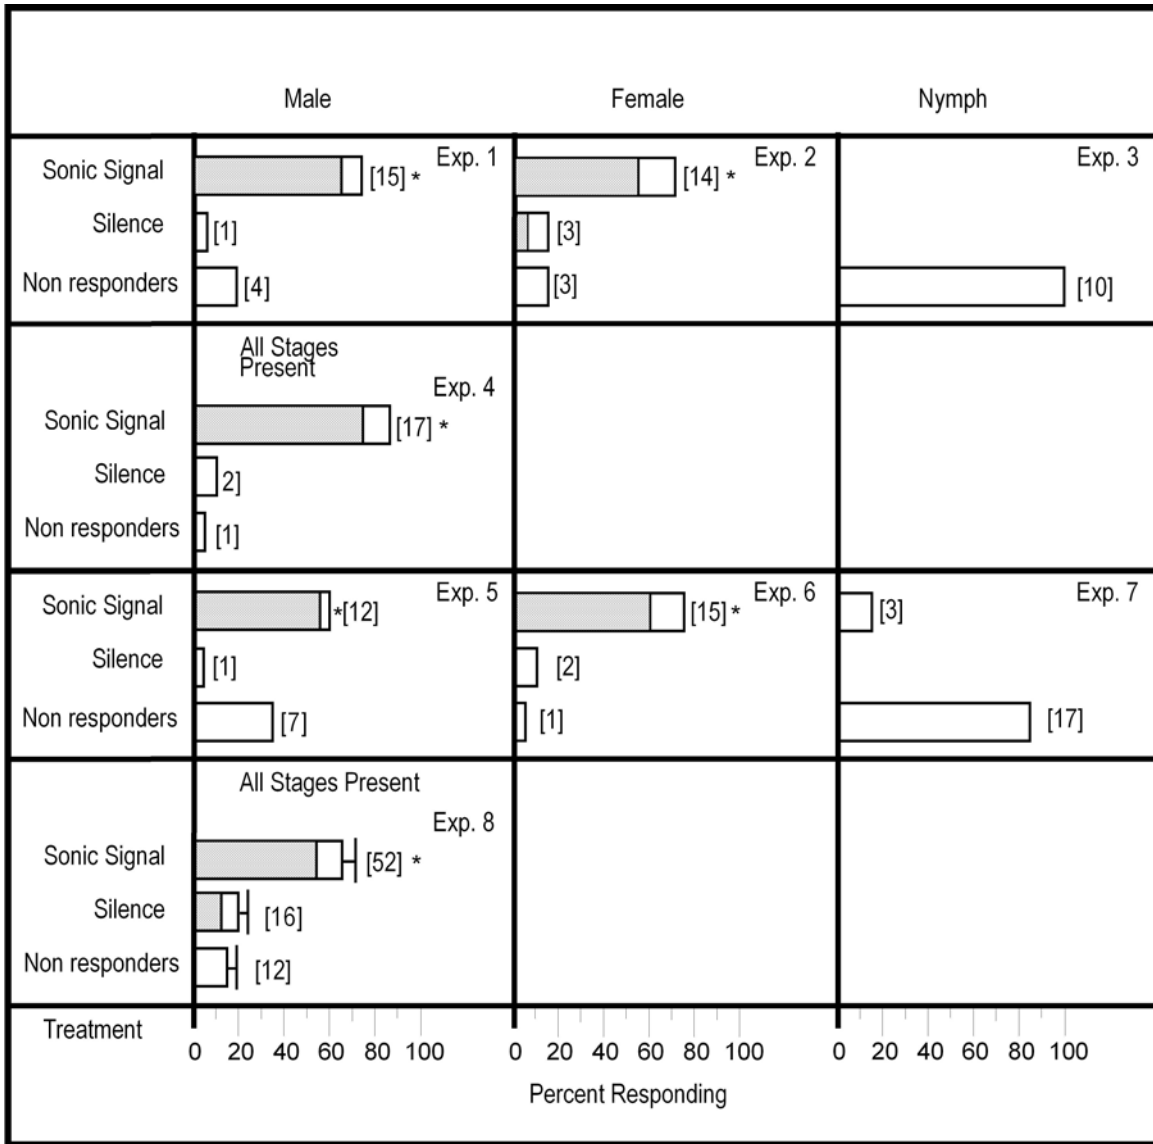 Male Female Nymph
Exp. 1 Exp. 2 Exp. 3
Sonic Signal [15] * [14] *
Silence [1] [3]
Non responders [4] [3] [10]
All Stages
Present
Exp. 4
Sonic Signal [17] *
Silence 2]
Non responders [1]
Exp. 5 Exp. 6 Exp. 7
Sonic Signal *[12] [15] * [3]
Silence [1] [2]
Non responders [7] [1] [17]
All Stages Present
Exp. 8
Sonic Signal [52] *
Silence [16]
Non responders [12]
Treatment
0 20 40 60 80 100 0 20 40 60 80 100 0 20 40 60 80 100
Percent Responding